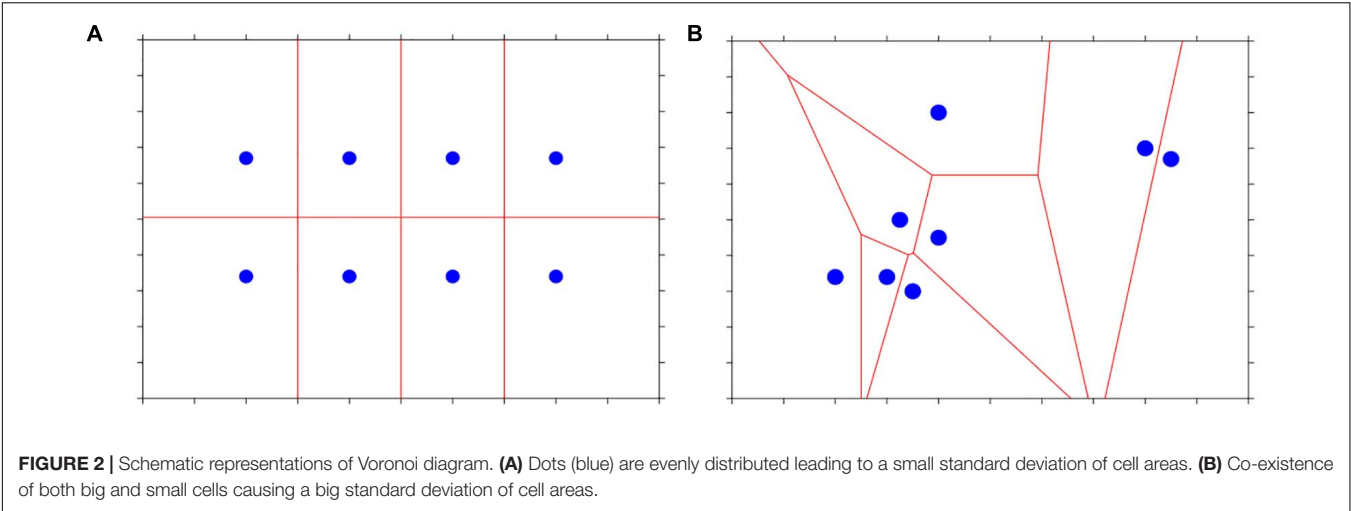 A
B
FIGURE 2 | Schematic representations of Voronoi diagram. (A) Dots (blue) are evenly distributed leading to a small standard deviation of cell areas. (B) Co-existence
of both big and small cells causing a big standard deviation of cell areas.